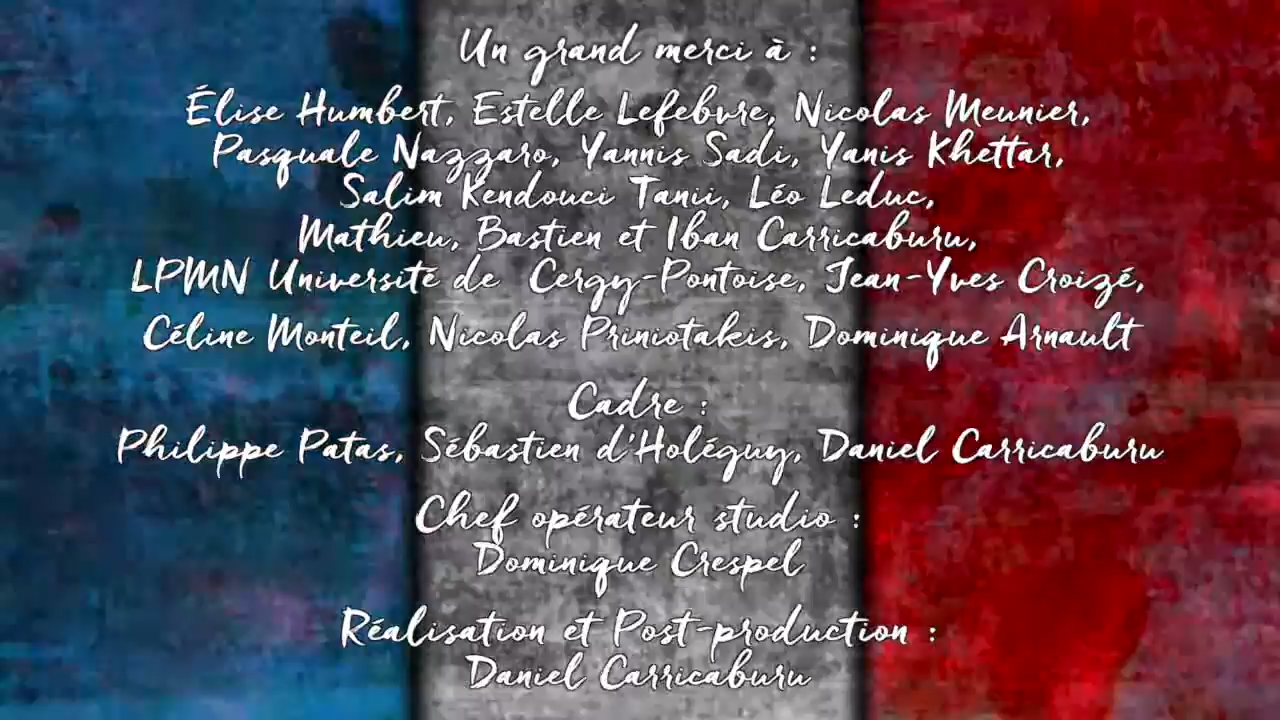 Un grand merci à :
Élise Humbert, Estelle Lefebvre, Nicolas Meunier,
Pasquale Nazzaro, Yannis Sadi, Yanis Khettar,
Salim Kendouci Tanii, Léo Leduc,
Mathieu, Bastien et Iban Carricaburu,
LPMN Université de Cergy-Pontoise, Jean-Yves Croizé,
Céline Monteil, Nicolas Priniotakis, Dominique Arnault
Cadre :
Philippe Patas, Sébastien d'Holéguy, Daniel Carricaburu
Chef opérateur studio :
Dominique Crespel
Réalisation et Post-production :
Daniel Carricaburu